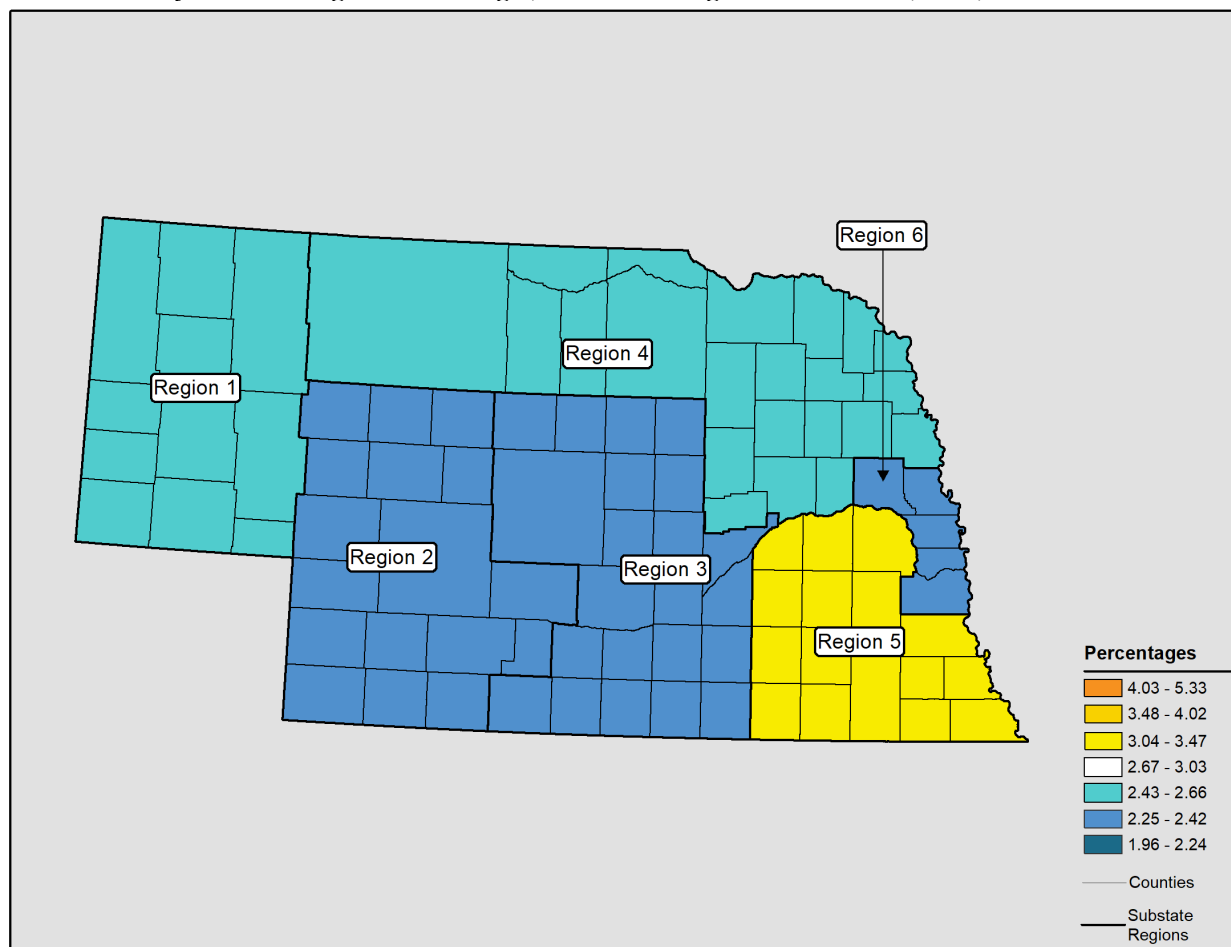 Region 6
Region 4
Region 1
Region 2
Region 3
Region 5
Percentages
4.03 - 5.33
3.48 - 4.02
3.04 - 3.47
2.67 - 3.03
2.43 - 2.66
2.25 - 2.42
1.96 - 2.24
Counties
Substate
Regions